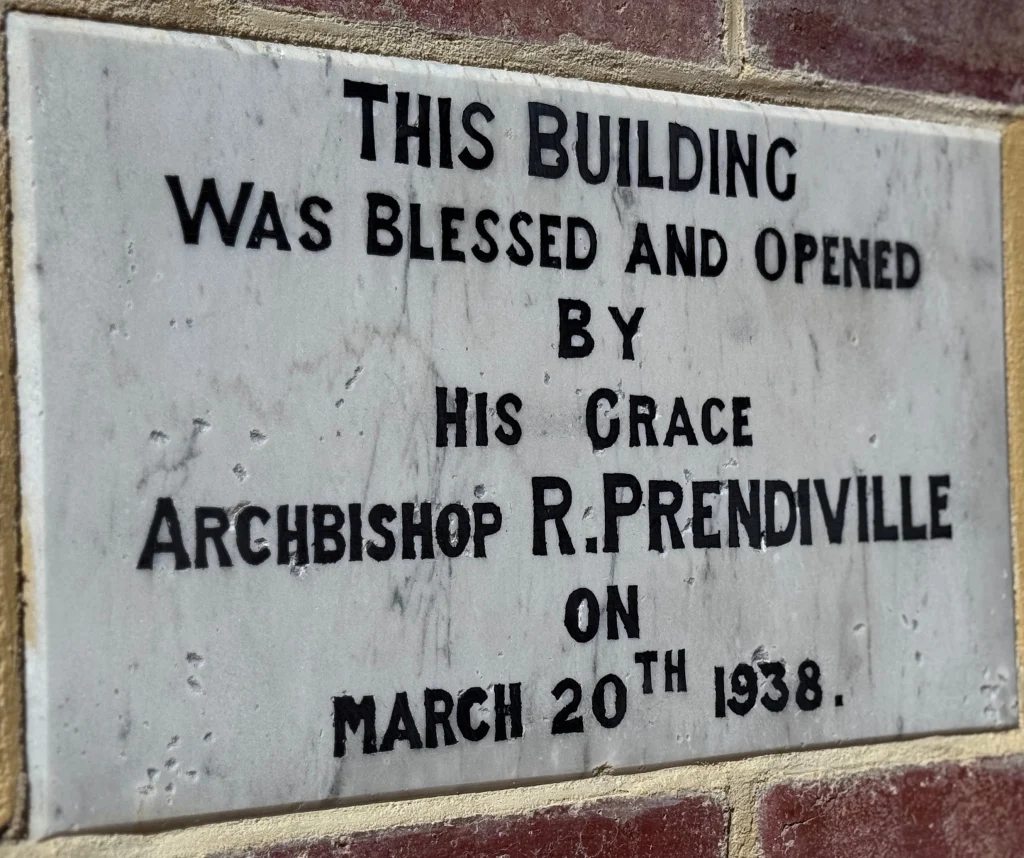 THIS BUILDING
WAS BLESSED AND OPENED
BY
HIS GRACE
ARCHBISHOP R.PRENDIVILLE
ON
MARCH 20TH 1938.